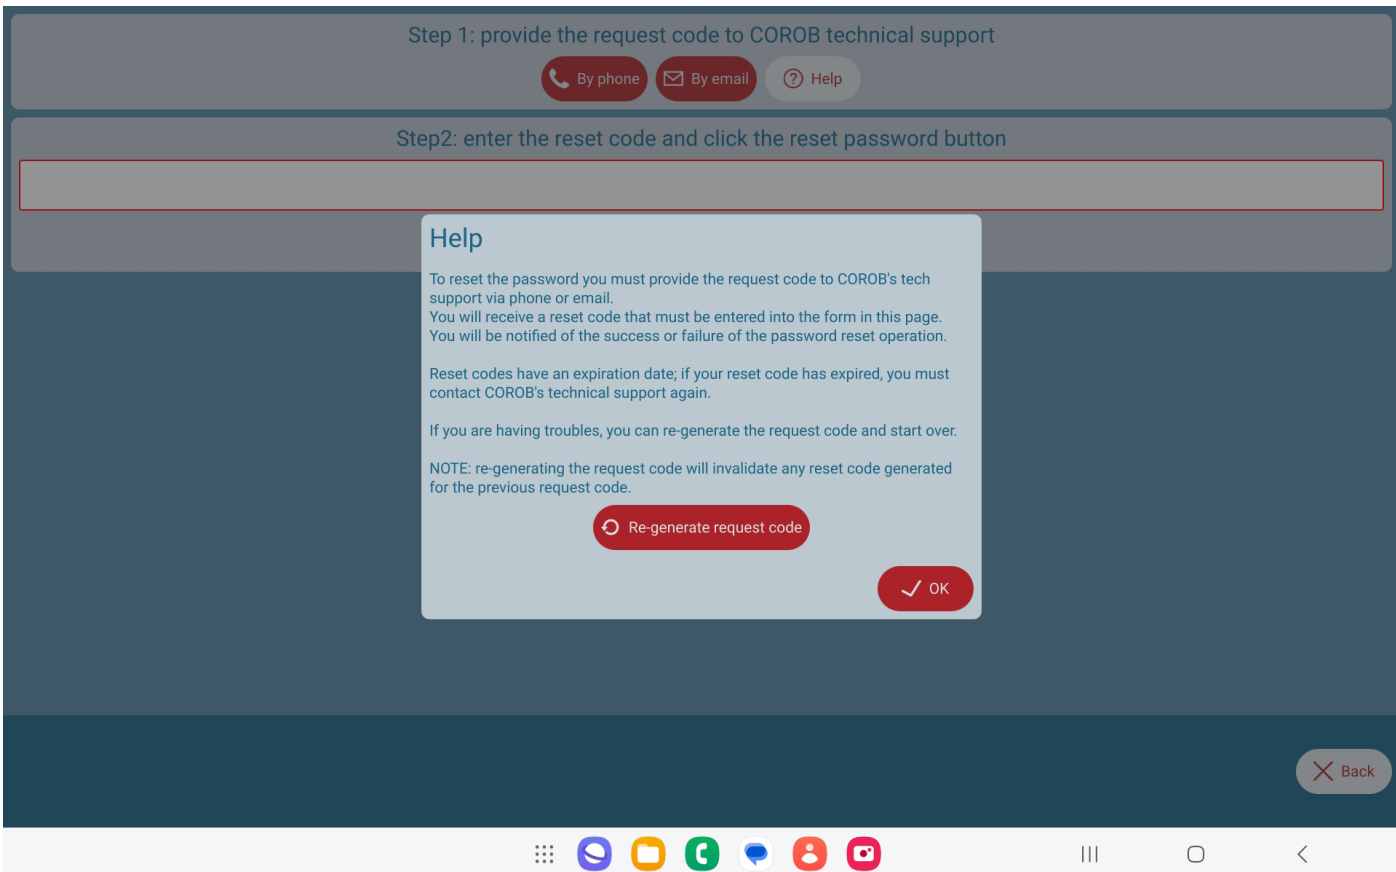 Step 1: provide the request code to COROB technical support
By phone
By email
Help
Step2: enter the reset code and click the reset password button
Help
To reset the password you must provide the request code to COROB's tech
support via phone or email.
You will receive a reset code that must be entered into the form in this page.
You will be notified of the success or failure of the password reset operation.
Reset codes have an expiration date; if your reset code has expired, you must
contact COROB's technical support again.
If you are having troubles, you can re-generate the request code and start over.
NOTE: re-generating the request code will invalidate any reset code generated
for the previous request code.
Re-generate request code
OK
Back